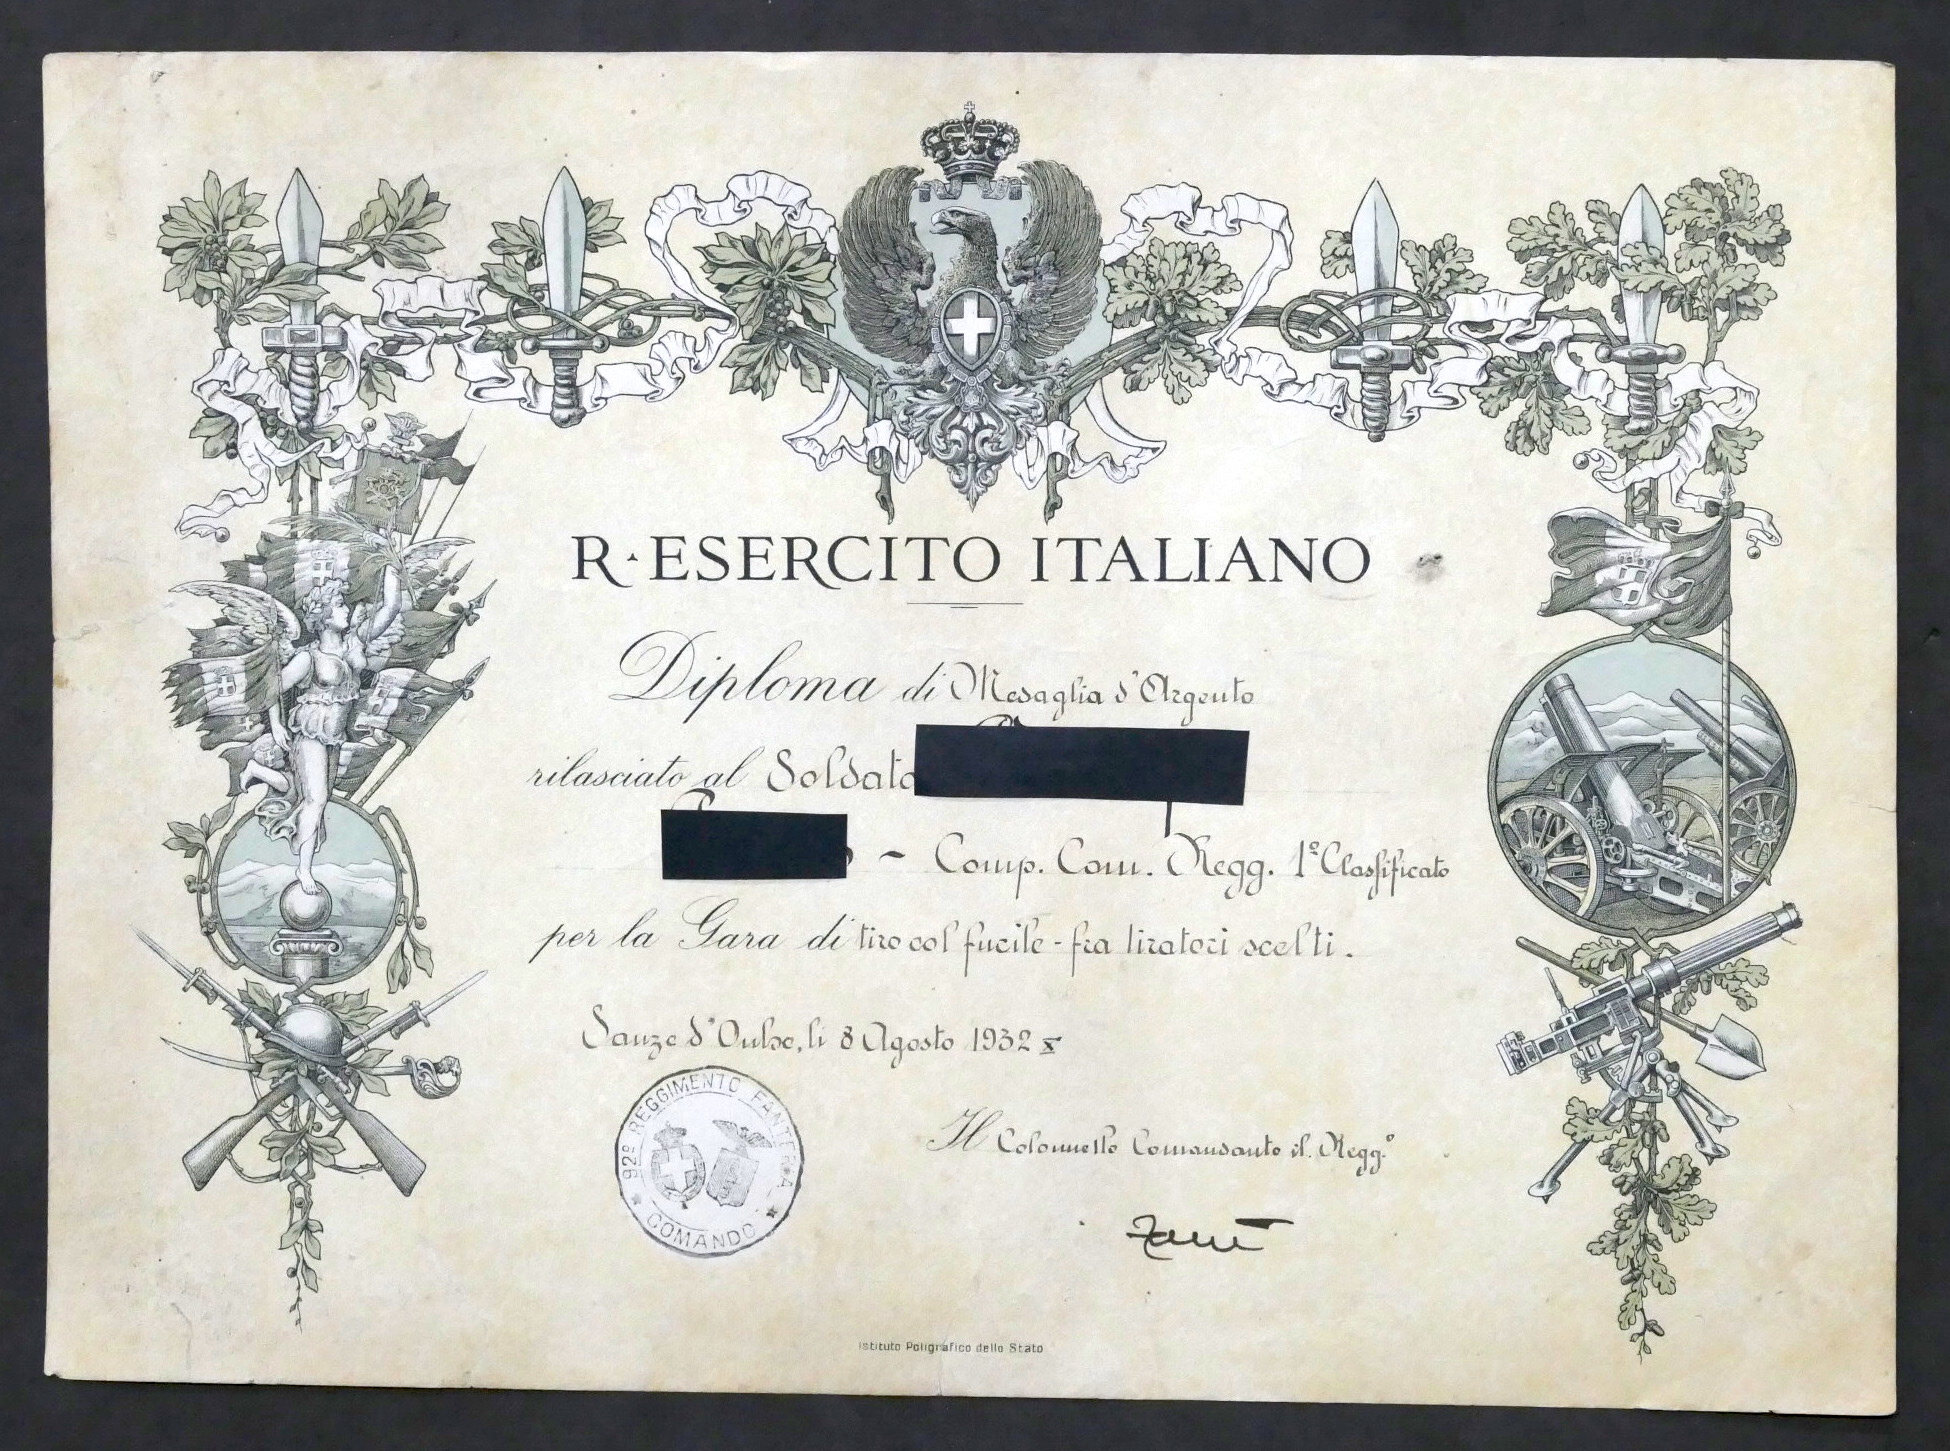 R. ESERCITO ITALIANO
Diploma di Medaglia d'Argento
rilasciato al Soldato
- Comp. Com. Regg. 1º Classificato
per la Gara di tiro col fucile - fra tiratori scelti.
Sauze d'Oulx, li 8 Agosto 1932 X
92º REGGIMENTO FANTERIA
* COMANDO *
Il Colonnello Comandante il Regg.º
Istituto Poligrafico dello Stato